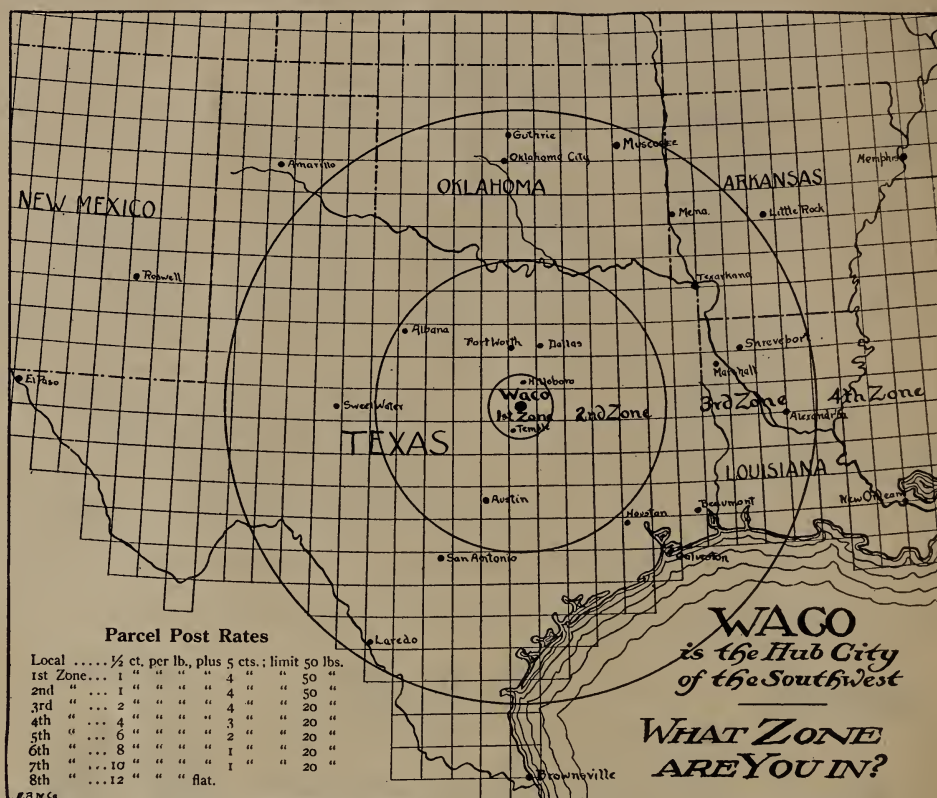 Guthrie
Oklahoma City
Muscogee
Amarillo
Memphis
OKLAHOMA
ARKANSAS
NEW MEXICO
Mena.
Little Rock
Roswell
Texarkana
Albana
Fort Worth
Dallas
Shreveport
Marshall
El Paso
Hillsboro
Waco
1st Zone
Temple
2nd Zone
3rd Zone
4th Zone
Sweet Water
Alexandria
TEXAS
LOUISIANA
Austin
Houston
Beaumont
New Orleans
San Antonio
Galveston
Laredo
Brownsville
Parcel Post Rates
Local ..... ½ ct. per lb., plus 5 cts.; limit 50 lbs.
1st Zone... 1 " " " " 4 " " 50 "
2nd " ... 1 " " " " 4 " " 50 "
3rd " ... 2 " " " " 4 " " 20 "
4th " ... 4 " " " " 3 " " 20 "
5th " ... 6 " " " " 2 " " 20 "
6th " ... 8 " " " " 1 " " 20 "
7th " ... 10 " " " " 1 " " 20 "
8th " ... 12 " " " flat.
WACO
is the Hub City
of the Southwest
WHAT ZONE
ARE YOU IN?